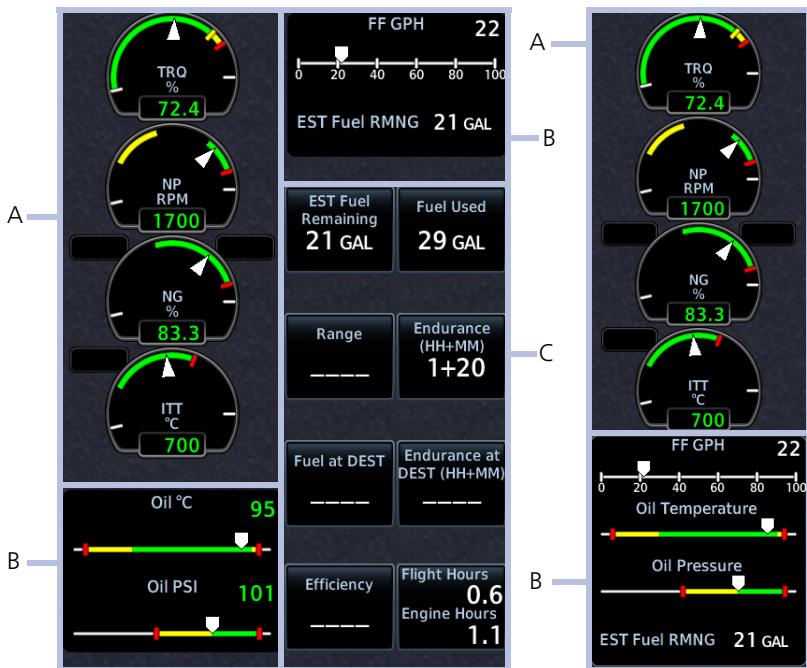 A
TRQ
%
72.4
NP
RPM
1700
NG
%
83.3
ITT
°C
700
B
Oil °C
95
Oil PSI
101
FF GPH
22
0 20 40 60 80 100
EST Fuel RMNG 21 GAL
B
EST Fuel
Remaining
21 GAL
Fuel Used
29 GAL
Range
____
Endurance
(HH+MM)
1+20
C
Fuel at DEST
____
Endurance at
DEST (HH+MM)
____
Efficiency
____
Flight Hours
0.6
Engine Hours
1.1
A
TRQ
%
72.4
NP
RPM
1700
NG
%
83.3
ITT
°C
700
B
FF GPH
22
0 20 40 60 80 100
Oil Temperature
Oil Pressure
EST Fuel RMNG 21 GAL